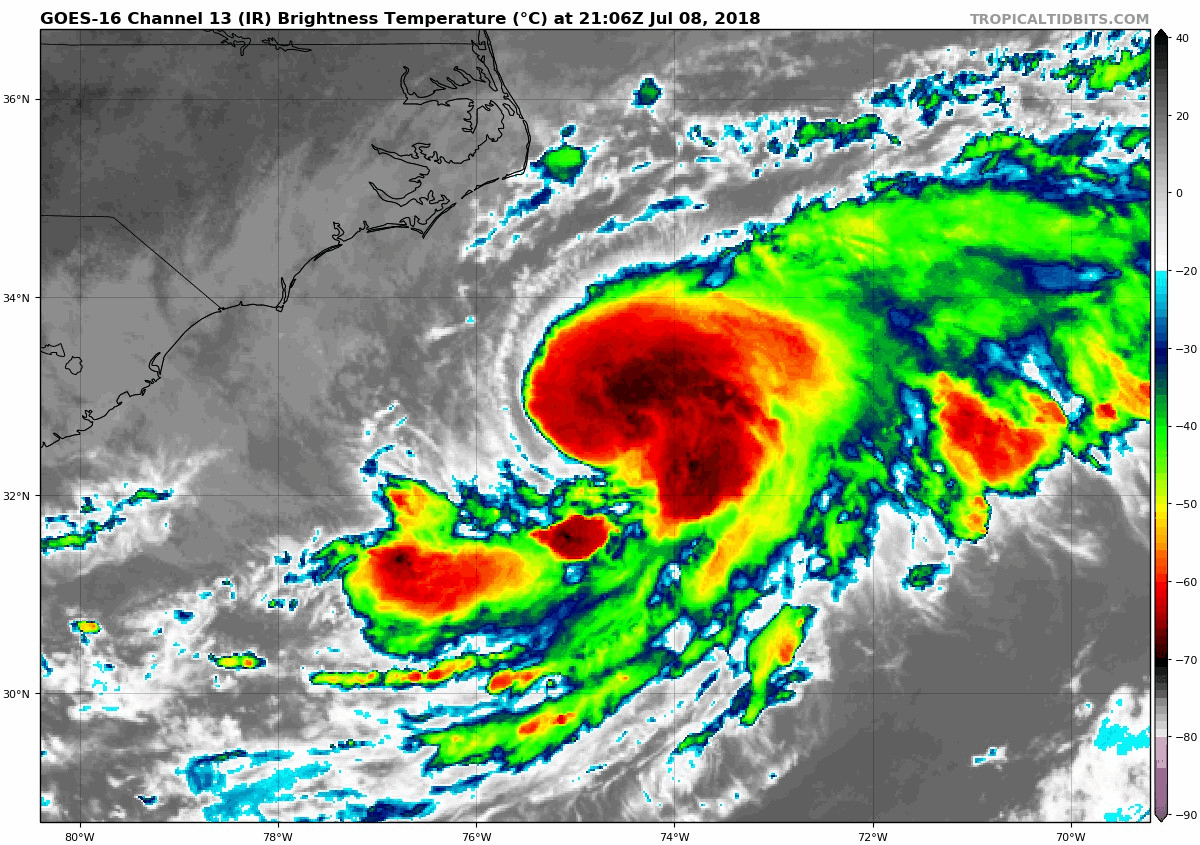 GOES-16 Channel 13 (IR) Brightness Temperature (°C) at 21:06Z Jul 08, 2018
TROPICALTIDBITS.COM
40
36°N
20
0
−20
34°N
−30
−40
32°N
−50
−60
−70
30°N
−80
−90
80°W 78°W 76°W 74°W 72°W 70°W